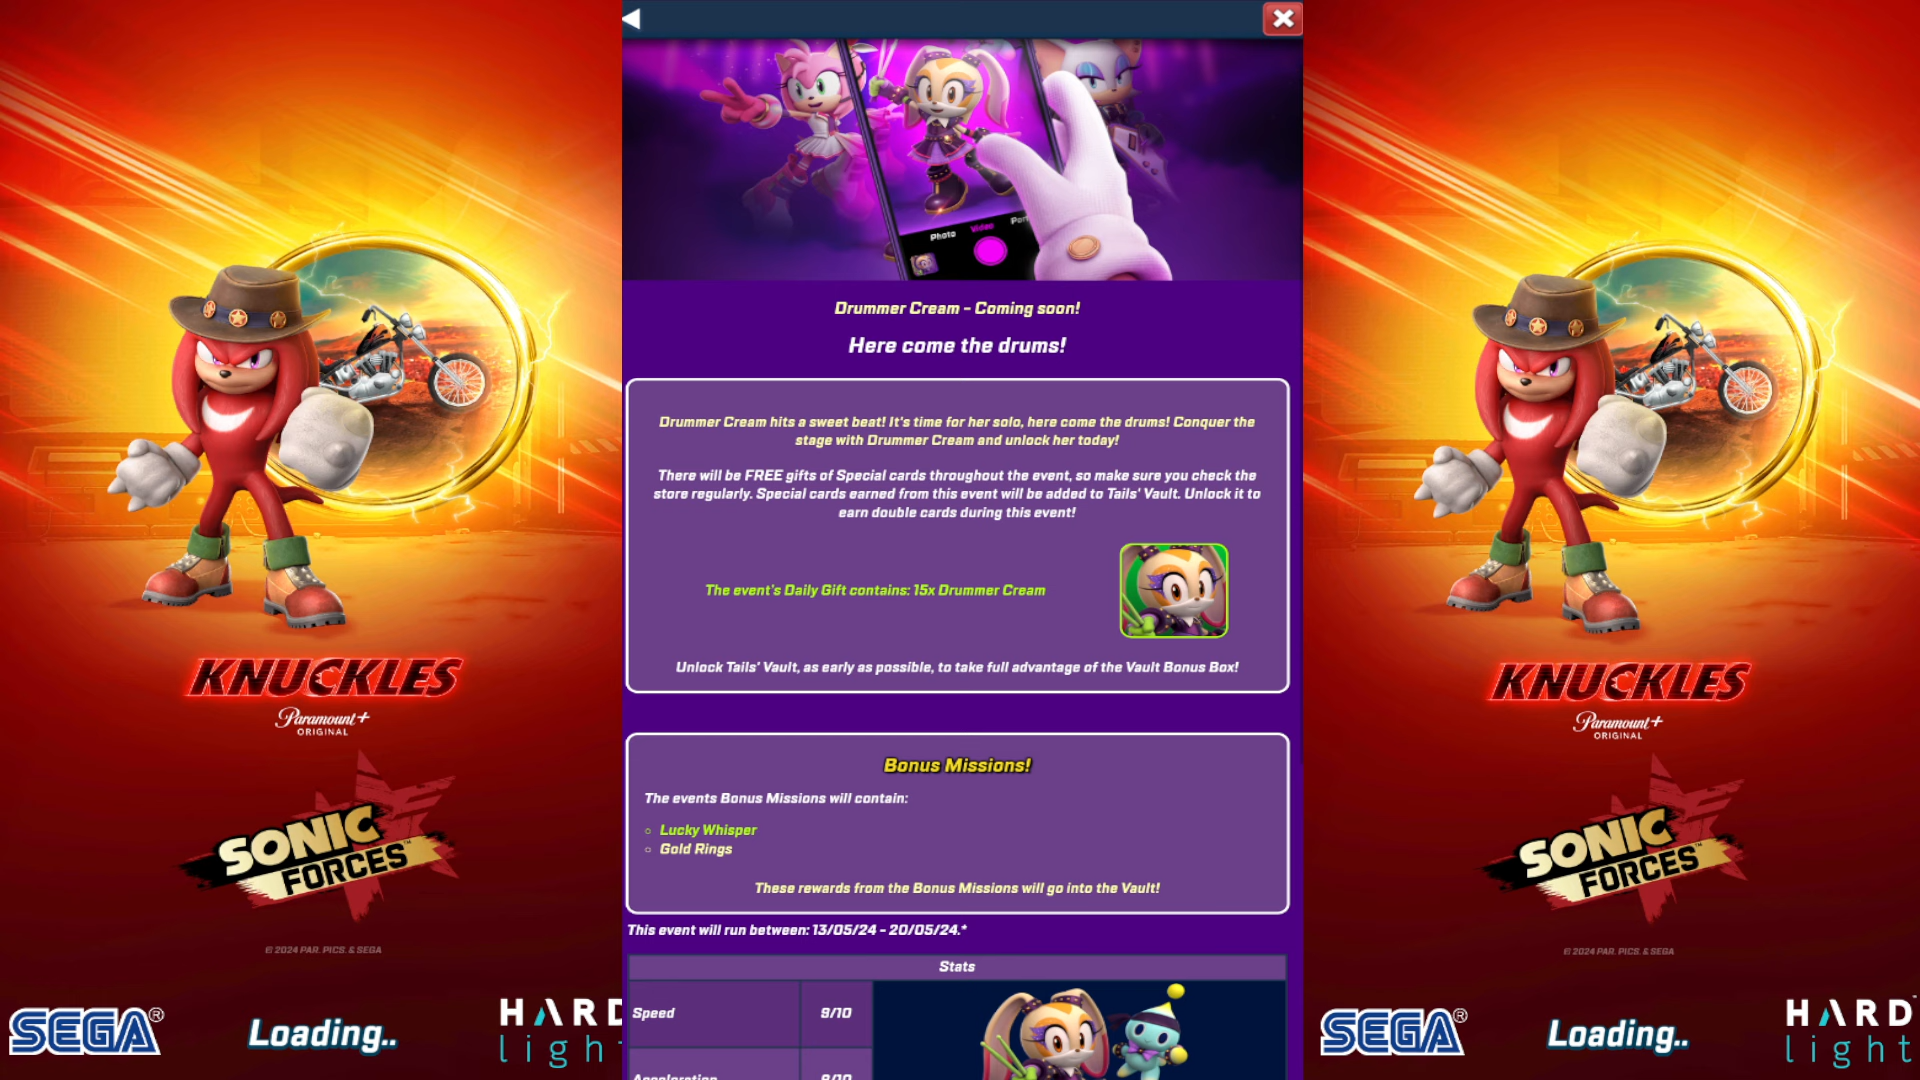 KNUCKLES
Paramount+
ORIGINAL
SONIC
FORCES™
© 2024 PAR. PICS. & SEGA
SEGA®
Loading..
HARD
light
Photo
Video
Drummer Cream - Coming soon!
Here come the drums!
Drummer Cream hits a sweet beat! It's time for her solo, here come the drums! Conquer the
stage with Drummer Cream and unlock her today!
There will be FREE gifts of Special cards throughout the event, so make sure you check the
store regularly. Special cards earned from this event will be added to Tails' Vault. Unlock it to
earn double cards during this event!
The event's Daily Gift contains: 15x Drummer Cream
Unlock Tails' Vault, as early as possible, to take full advantage of the Vault Bonus Box!
Bonus Missions!
The events Bonus Missions will contain:
Lucky Whisper
Gold Rings
These rewards from the Bonus Missions will go into the Vault!
This event will run between: 13/05/24 - 20/05/24.*
Stats
Speed 9/10
Acceleration
KNUCKLES
Paramount+
ORIGINAL
SONIC
FORCES™
© 2024 PAR. PICS. & SEGA
SEGA®
Loading..
HARD
light